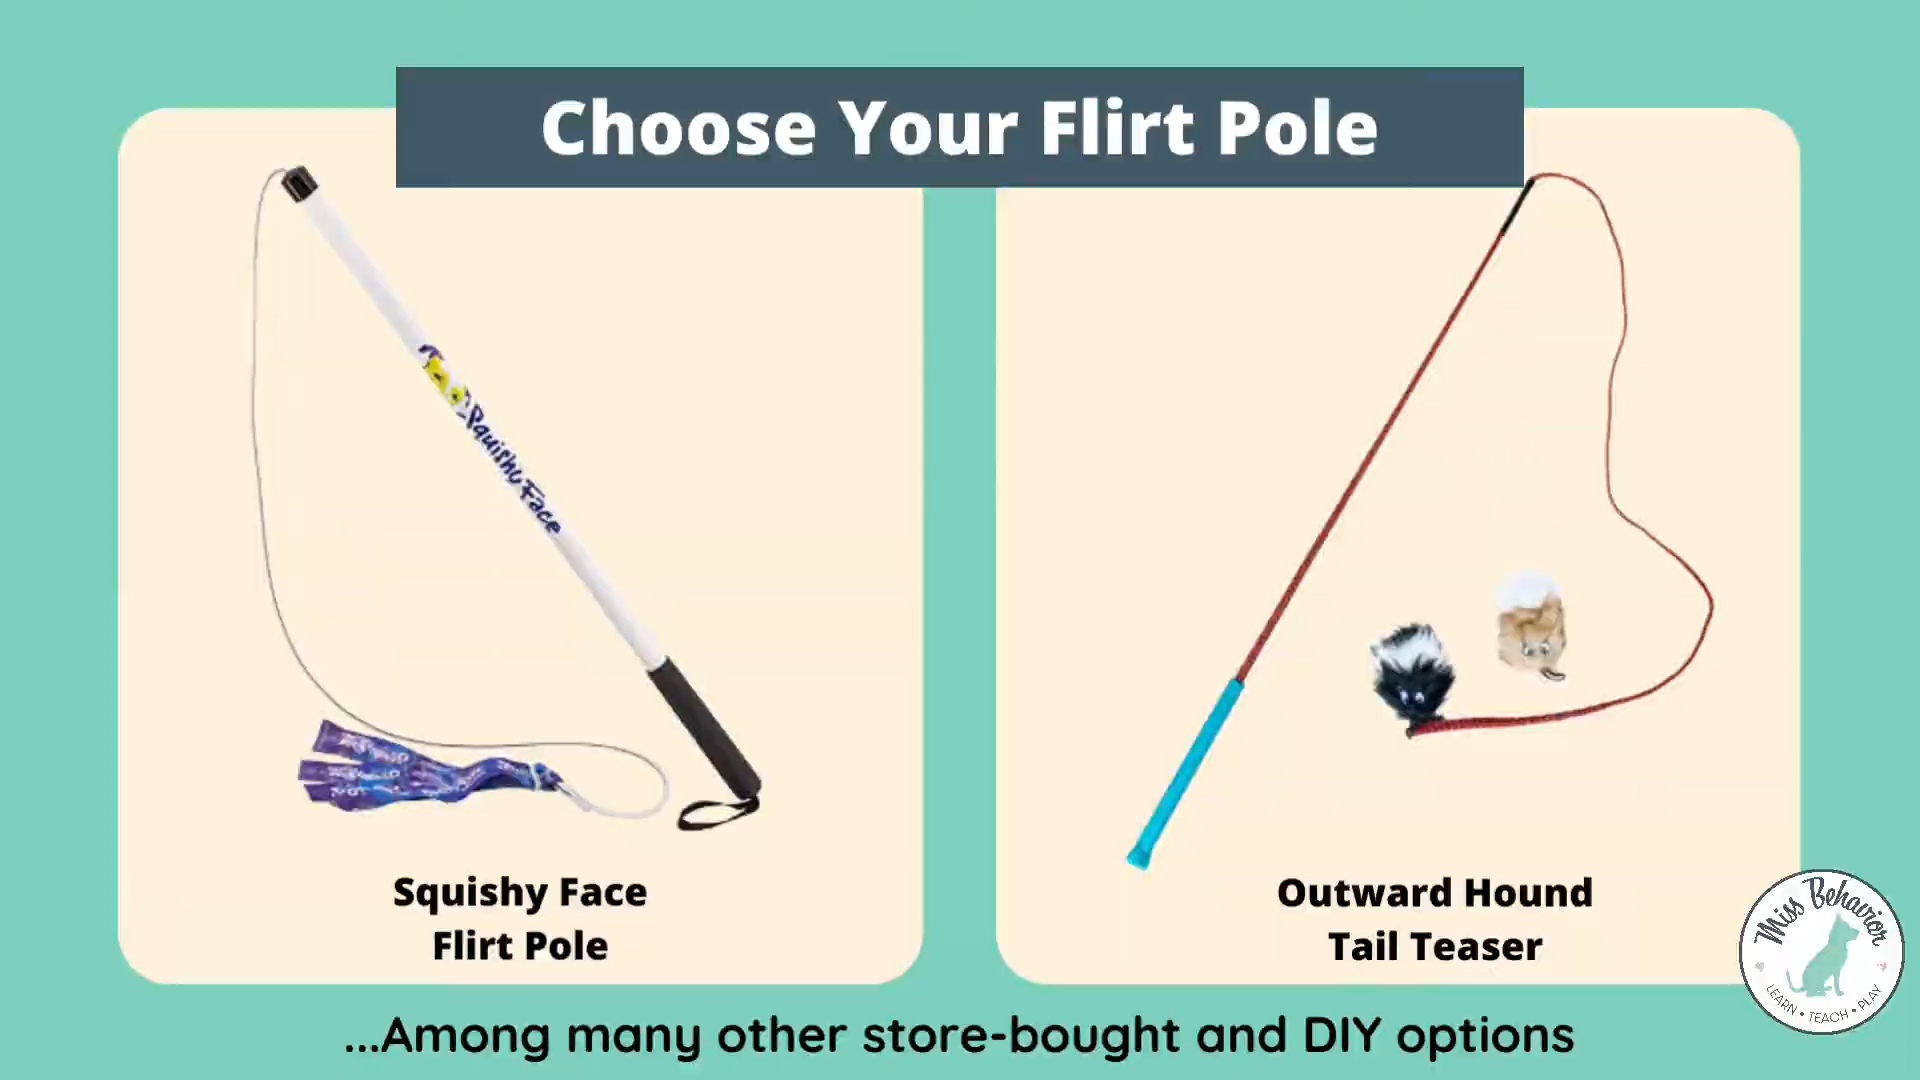 Choose Your Flirt Pole
Squishy Face
Squishy Face
Flirt Pole
Outward Hound
Tail Teaser
Miss Behavior
LEARN • TEACH • PLAY
...Among many other store-bought and DIY options